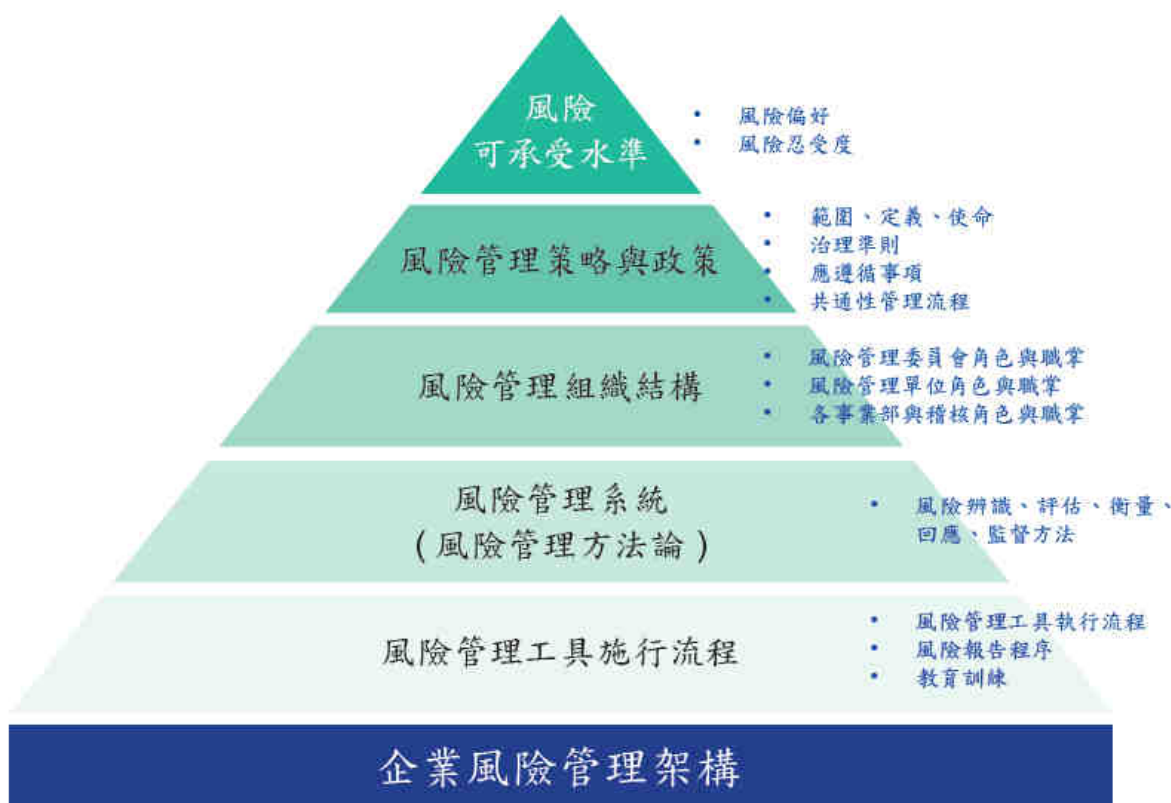 風險
可承受水準
• 風險偏好
• 風險忍受度
風險管理策略與政策
• 範圍、定義、使命
• 治理準則
• 應遵循事項
• 共通性管理流程
風險管理組織結構
• 風險管理委員會角色與職掌
• 風險管理單位角色與職掌
• 各事業部與稽核角色與職掌
風險管理系統
(風險管理方法論)
• 風險辨識、評估、衡量、
回應、監督方法
風險管理工具施行流程
• 風險管理工具執行流程
• 風險報告程序
• 教育訓練
企業風險管理架構